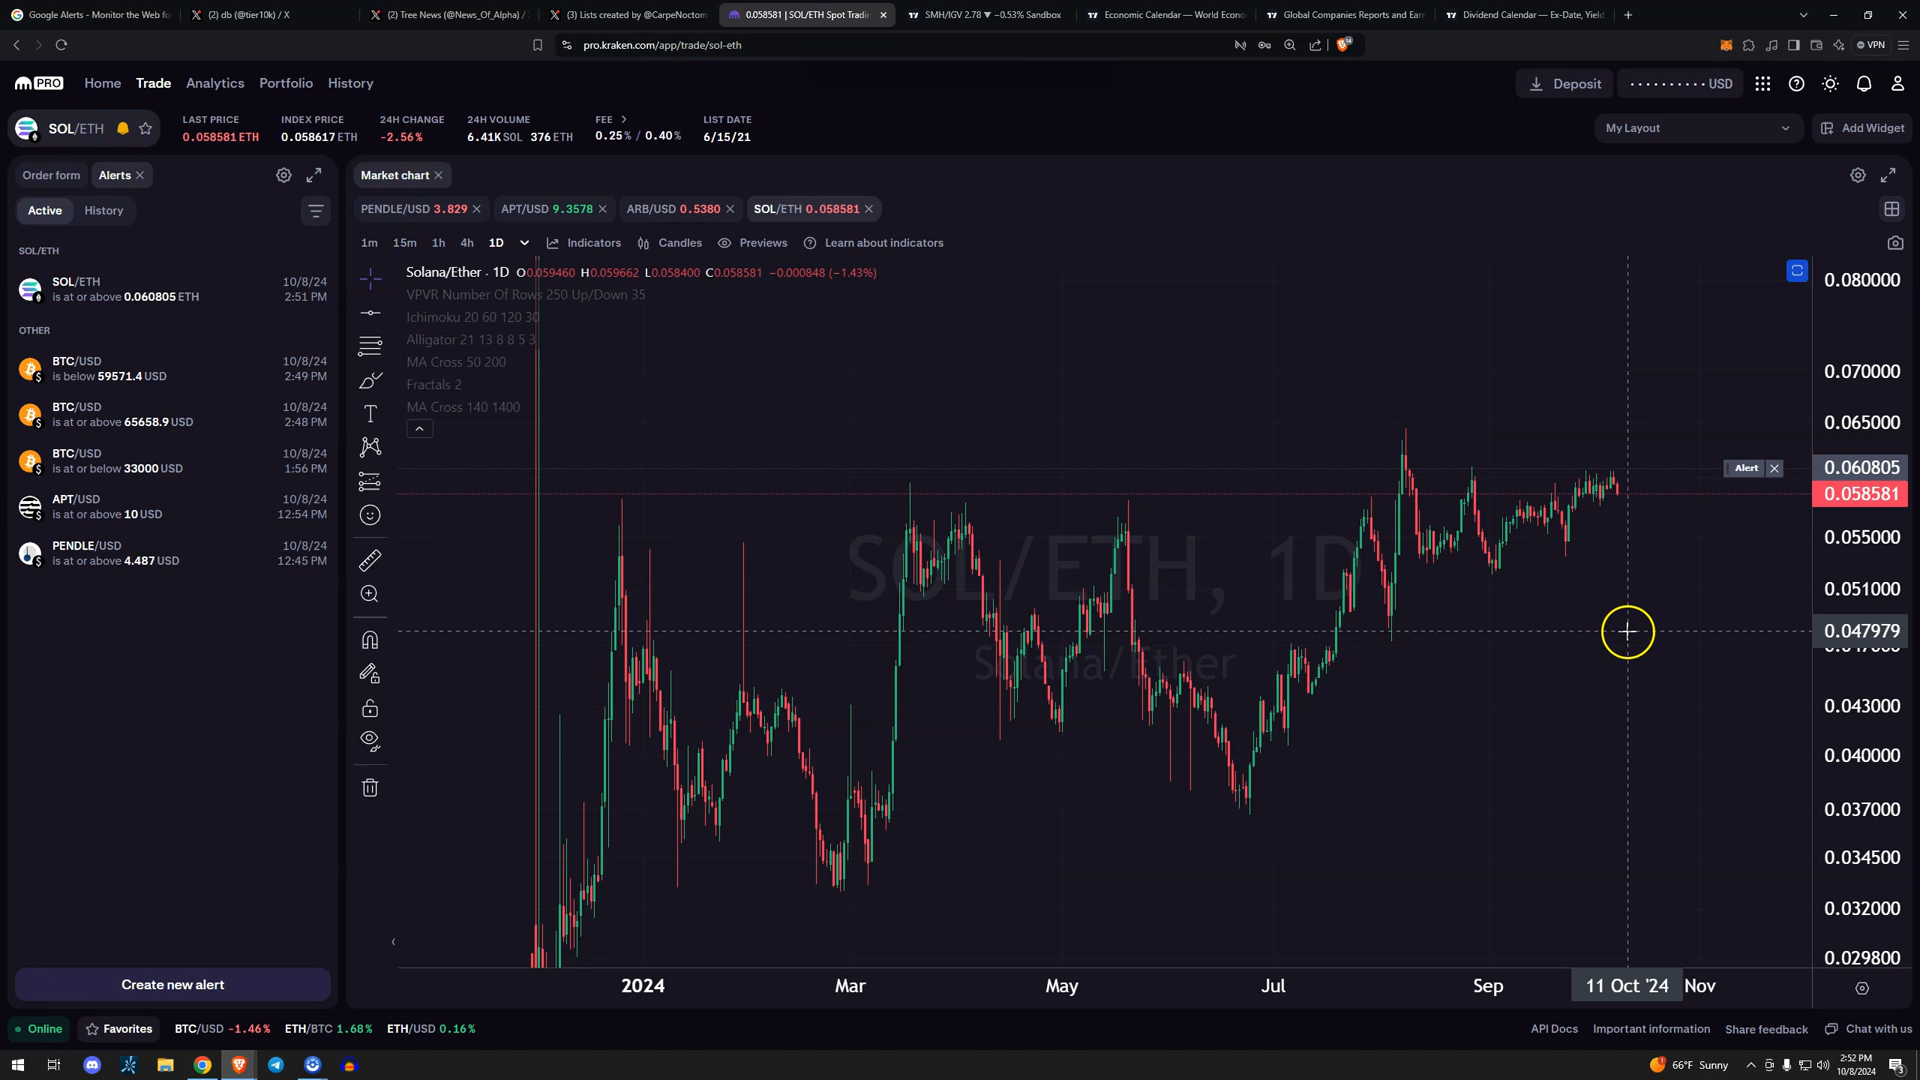 Google Alerts - Monitor the Web fo
(2) db (@tier10k) / X
(2) Tree News (@News_Of_Alpha) /
(3) Lists created by @CarpeNoctom
0.058581 | SOL/ETH Spot Tradin
SMH/IGV 2.78 ▼ −0.53% Sandbox
Economic Calendar — World Econo
Global Companies Reports and Earn
Dividend Calendar — Ex-Date, Yield,
pro.kraken.com/app/trade/sol-eth
VPN
PRO
Home
Trade
Analytics
Portfolio
History
Deposit
·········· USD
SOL/ETH
LAST PRICE
0.058581 ETH
INDEX PRICE
0.058617 ETH
24H CHANGE
-2.56%
24H VOLUME
6.41K SOL 376 ETH
FEE >
0.25% / 0.40%
LIST DATE
6/15/21
My Layout
Add Widget
Order form
Alerts
Active
History
SOL/ETH
SOL/ETH 10/8/24
is at or above 0.060805 ETH 2:51 PM
OTHER
BTC/USD 10/8/24
is below 59571.4 USD 2:49 PM
BTC/USD 10/8/24
is at or above 65658.9 USD 2:48 PM
BTC/USD 10/8/24
is at or below 33000 USD 1:56 PM
APT/USD 10/8/24
is at or above 10 USD 12:54 PM
PENDLE/USD 10/8/24
is at or above 4.487 USD 12:45 PM
Create new alert
Market chart
PENDLE/USD 3.829
APT/USD 9.3578
ARB/USD 0.5380
SOL/ETH 0.058581
1m 15m 1h 4h 1D
Indicators
Candles
Previews
Learn about indicators
Solana/Ether · 1D O0.059460 H0.059662 L0.058400 C0.058581 −0.000848 (−1.43%)
VPVR Number Of Rows 250 Up/Down 35
Ichimoku 20 60 120 30
Alligator 21 13 8 8 5 3
MA Cross 50 200
Fractals 2
MA Cross 140 1400
SOL/ETH, 1D
Solana/Ether
Alert
0.080000
0.070000
0.065000
0.060805
0.058581
0.055000
0.051000
0.047979
0.043000
0.040000
0.037000
0.034500
0.032000
0.029800
2024 Mar May Jul Sep 11 Oct '24 Nov
Online
Favorites
BTC/USD -1.46%
ETH/BTC 1.68%
ETH/USD 0.16%
API Docs
Important information
Share feedback
Chat with us
66°F Sunny
2:52 PM
10/8/2024